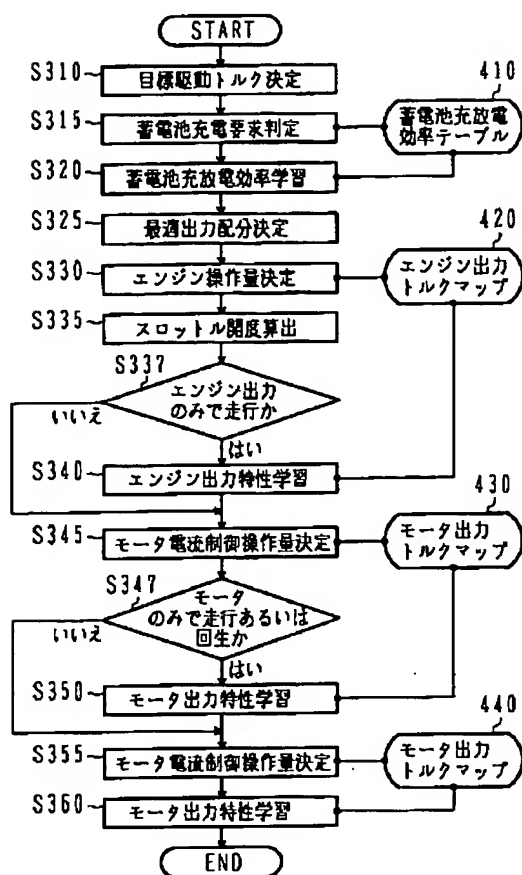 START
S310
目標駆動トルク決定
410
S315
蓄電池充電要求判定
蓄電池充放電
効率テーブル
S320
蓄電池充放電効率学習
S325
最適出力配分決定
420
S330
エンジン操作量決定
エンジン出力
トルクマップ
S335
スロットル開度算出
S337
エンジン出力
のみで走行か
いいえ
はい
S340
エンジン出力特性学習
430
S345
モータ電流制御操作量決定
モータ出力
トルクマップ
S347
モータ
のみで走行あるいは
回生か
いいえ
はい
S350
モータ出力特性学習
440
S355
モータ電流制御操作量決定
モータ出力
トルクマップ
S360
モータ出力特性学習
END